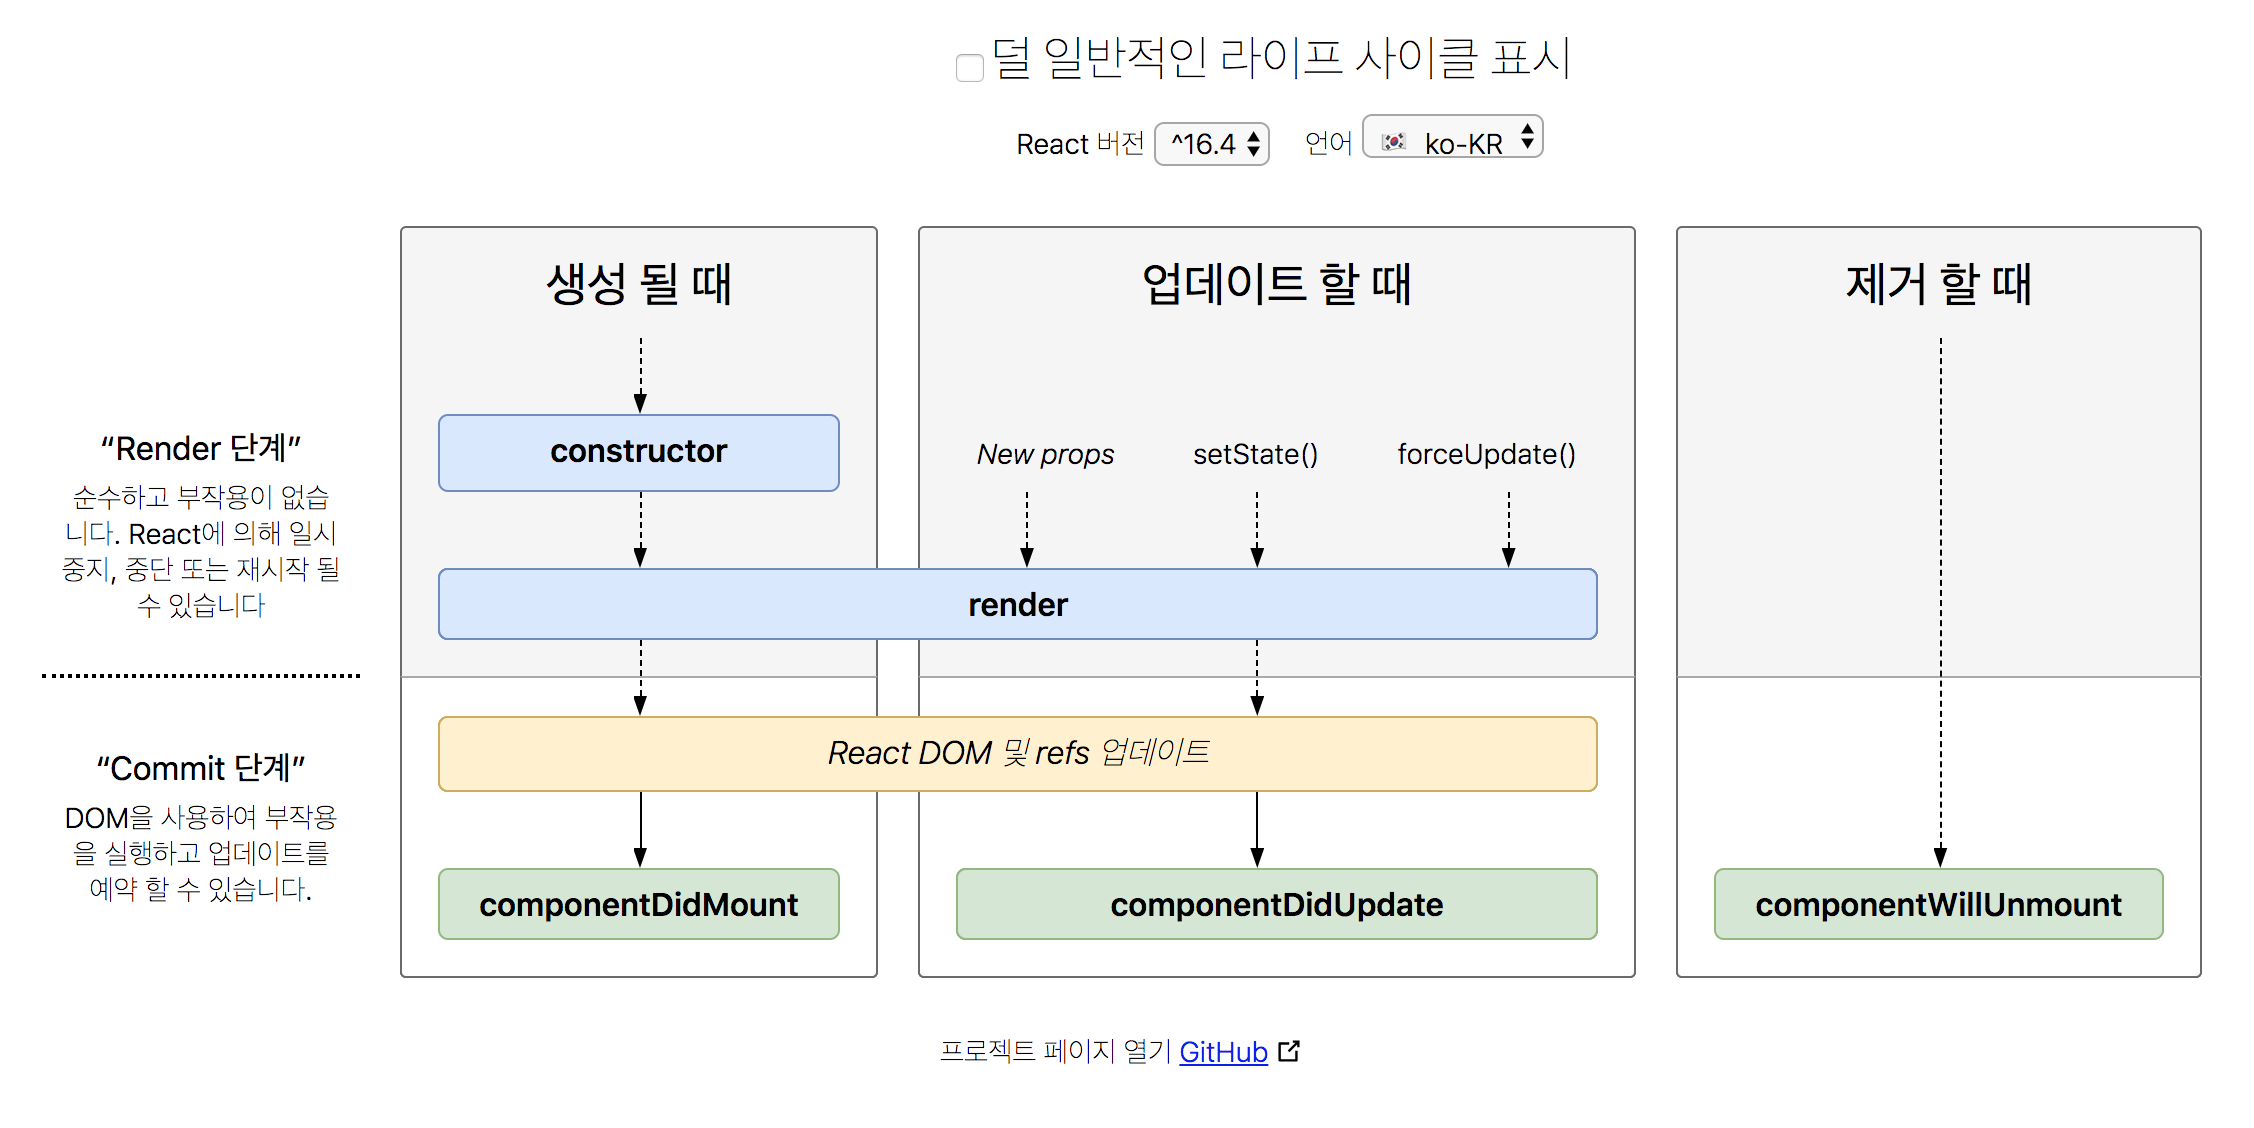 덜 일반적인 라이프 사이클 표시
React 버전 ^16.4 언어 🇰🇷 ko-KR
생성 될 때
업데이트 할 때
제거 할 때
“Render 단계”
순수하고 부작용이 없습
니다. React에 의해 일시
중지, 중단 또는 재시작 될
수 있습니다
constructor
New props
setState()
forceUpdate()
render
“Commit 단계”
DOM을 사용하여 부작용
을 실행하고 업데이트를
예약 할 수 있습니다.
React DOM 및 refs 업데이트
componentDidMount
componentDidUpdate
componentWillUnmount
프로젝트 페이지 열기 GitHub